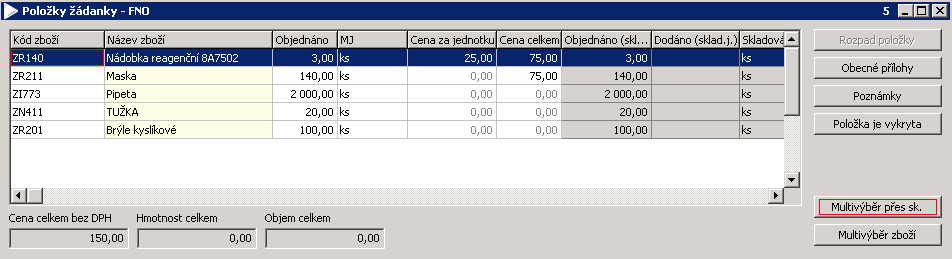 Položky žádanky - FNO 5
Kód zboží Název zboží Objednáno MJ Cena za jednotku Cena celkem Objednáno (skl... Dodáno (sklad.j.) Skladová
ZR140 Nádobka reagenční 8A7502 3,00 ks 25,00 75,00 3,00 ks
ZR211 Maska 140,00 ks 0,00 75,00 140,00 ks
ZI773 Pipeta 2 000,00 ks 0,00 0,00 2 000,00 ks
ZN411 TUŽKA 20,00 ks 0,00 0,00 20,00 ks
ZR201 Brýle kyslíkové 100,00 ks 0,00 0,00 100,00 ks
Rozpad položky
Obecné přílohy
Poznámky
Položka je vykryta
Multivýběr přes sk.
Multivýběr zboží
Cena celkem bez DPH Hmotnost celkem Objem celkem
150,00 0,00 0,00